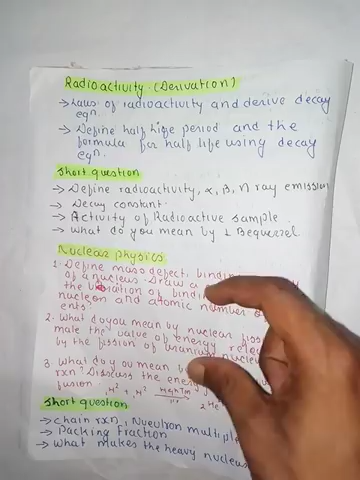 Radioactivity (Derivation)
→ Laws of radioactivity and derive decay
eqn.
→ Define half life period and the
formula for half life using decay
eqn.
Short question
→ Define radioactivity, α, β, γ ray emission
→ Decay constant.
→ Activity of Radioactive sample
→ What do you mean by 1 Bequerrel
Nuclear physics
1. Define mass defect, binding
of a nucleus. Draw a
the variation of bindin
nucleon and atomic number
ents
2. What do you mean by nuclear fiss
mate the value of energy relea
by the fission of uranium nucleu
3. What do you mean
rxn? Discuss the energy
fusion
Short question
→ Chain rxn, Neutron multipl
→ Packing fraction
→ What makes the heavy nucleus